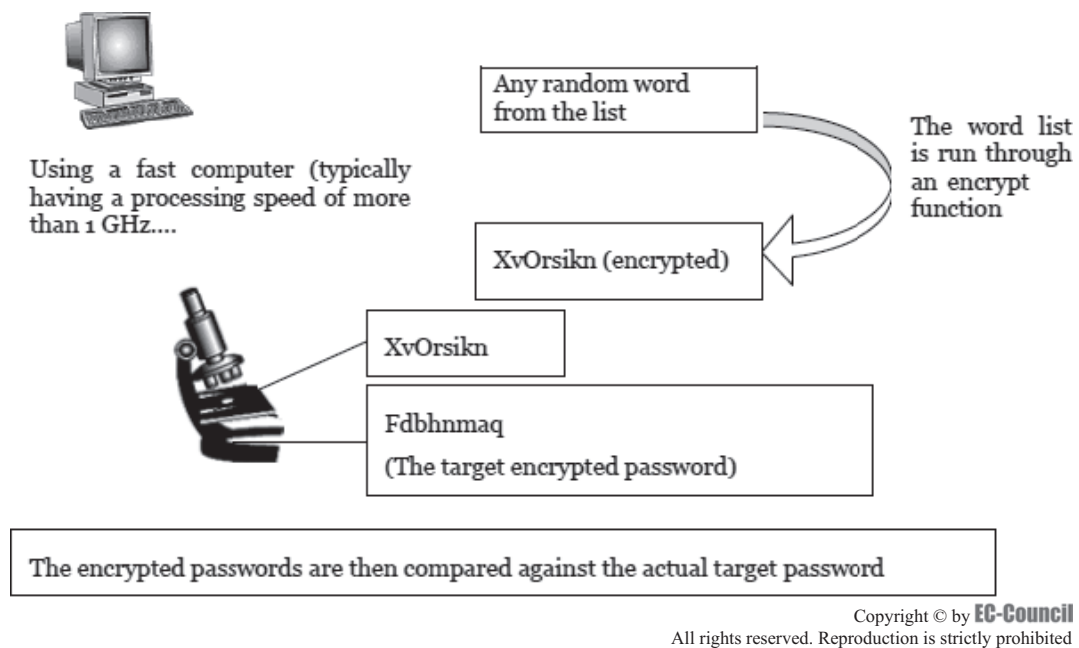 Any random word
from the list
The word list
is run through
an encrypt
function
Using a fast computer (typically
having a processing speed of more
than 1 GHz....
XvOrsikn (encrypted)
XvOrsikn
Fdbhnmaq
(The target encrypted password)
The encrypted passwords are then compared against the actual target password
Copyright © by EC-Council
All rights reserved. Reproduction is strictly prohibited